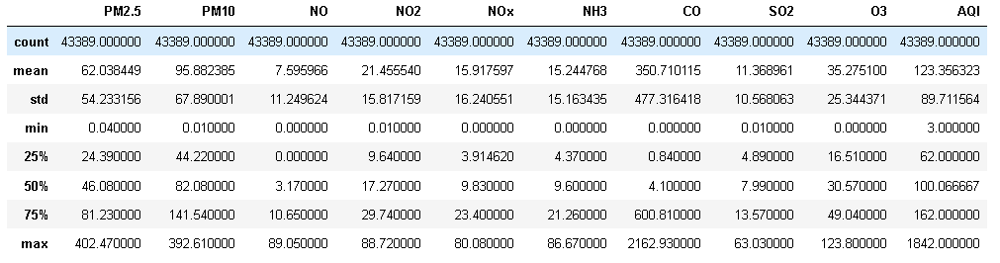 PM2.5 PM10 NO NO2 NOx NH3 CO SO2 O3 AQI
count 43389.000000 43389.000000 43389.000000 43389.000000 43389.000000 43389.000000 43389.000000 43389.000000 43389.000000 43389.000000
mean 62.038449 95.882385 7.595966 21.455540 15.917597 15.244768 350.710115 11.368961 35.275100 123.356323
std 54.233156 67.890001 11.249624 15.817159 16.240551 15.163435 477.316418 10.568063 25.344371 89.711564
min 0.040000 0.010000 0.000000 0.010000 0.000000 0.000000 0.000000 0.010000 0.000000 3.000000
25% 24.390000 44.220000 0.000000 9.640000 3.914620 4.370000 0.840000 4.890000 16.510000 62.000000
50% 46.080000 82.080000 3.170000 17.270000 9.830000 9.600000 4.100000 7.990000 30.570000 100.066667
75% 81.230000 141.540000 10.650000 29.740000 23.400000 21.260000 600.810000 13.570000 49.040000 162.000000
max 402.470000 392.610000 89.050000 88.720000 80.080000 86.670000 2162.930000 63.030000 123.800000 1842.000000